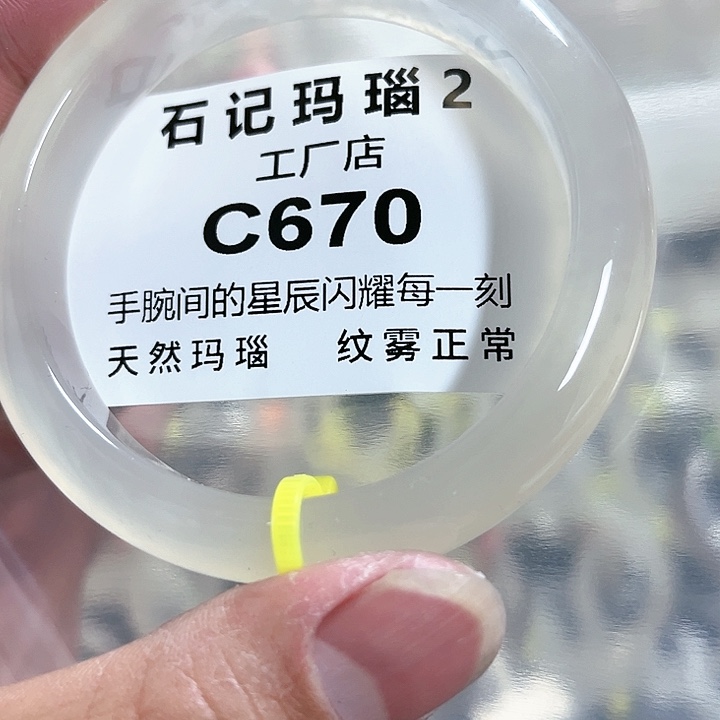 石记玛瑙2
工厂店
C670
手腕间的星辰闪耀每一刻
天然玛瑙 纹雾正常